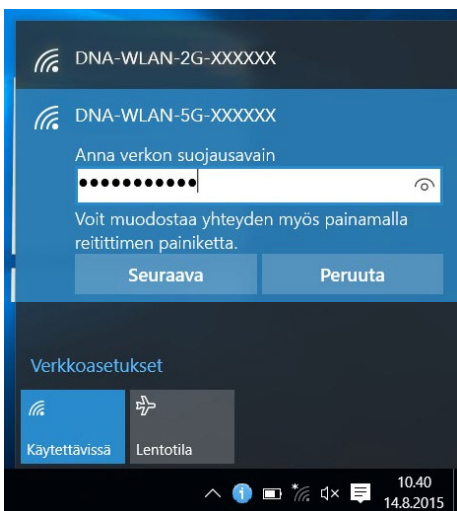 DNA-WLAN-2G-XXXXXX
DNA-WLAN-5G-XXXXXX
Anna verkon suojausavain
•••••••••••
Voit muodostaa yhteyden myös painamalla
reitittimen painiketta.
Seuraava Peruuta
Verkkoasetukset
Käytettävissä Lentotila
10.40
14.8.2015